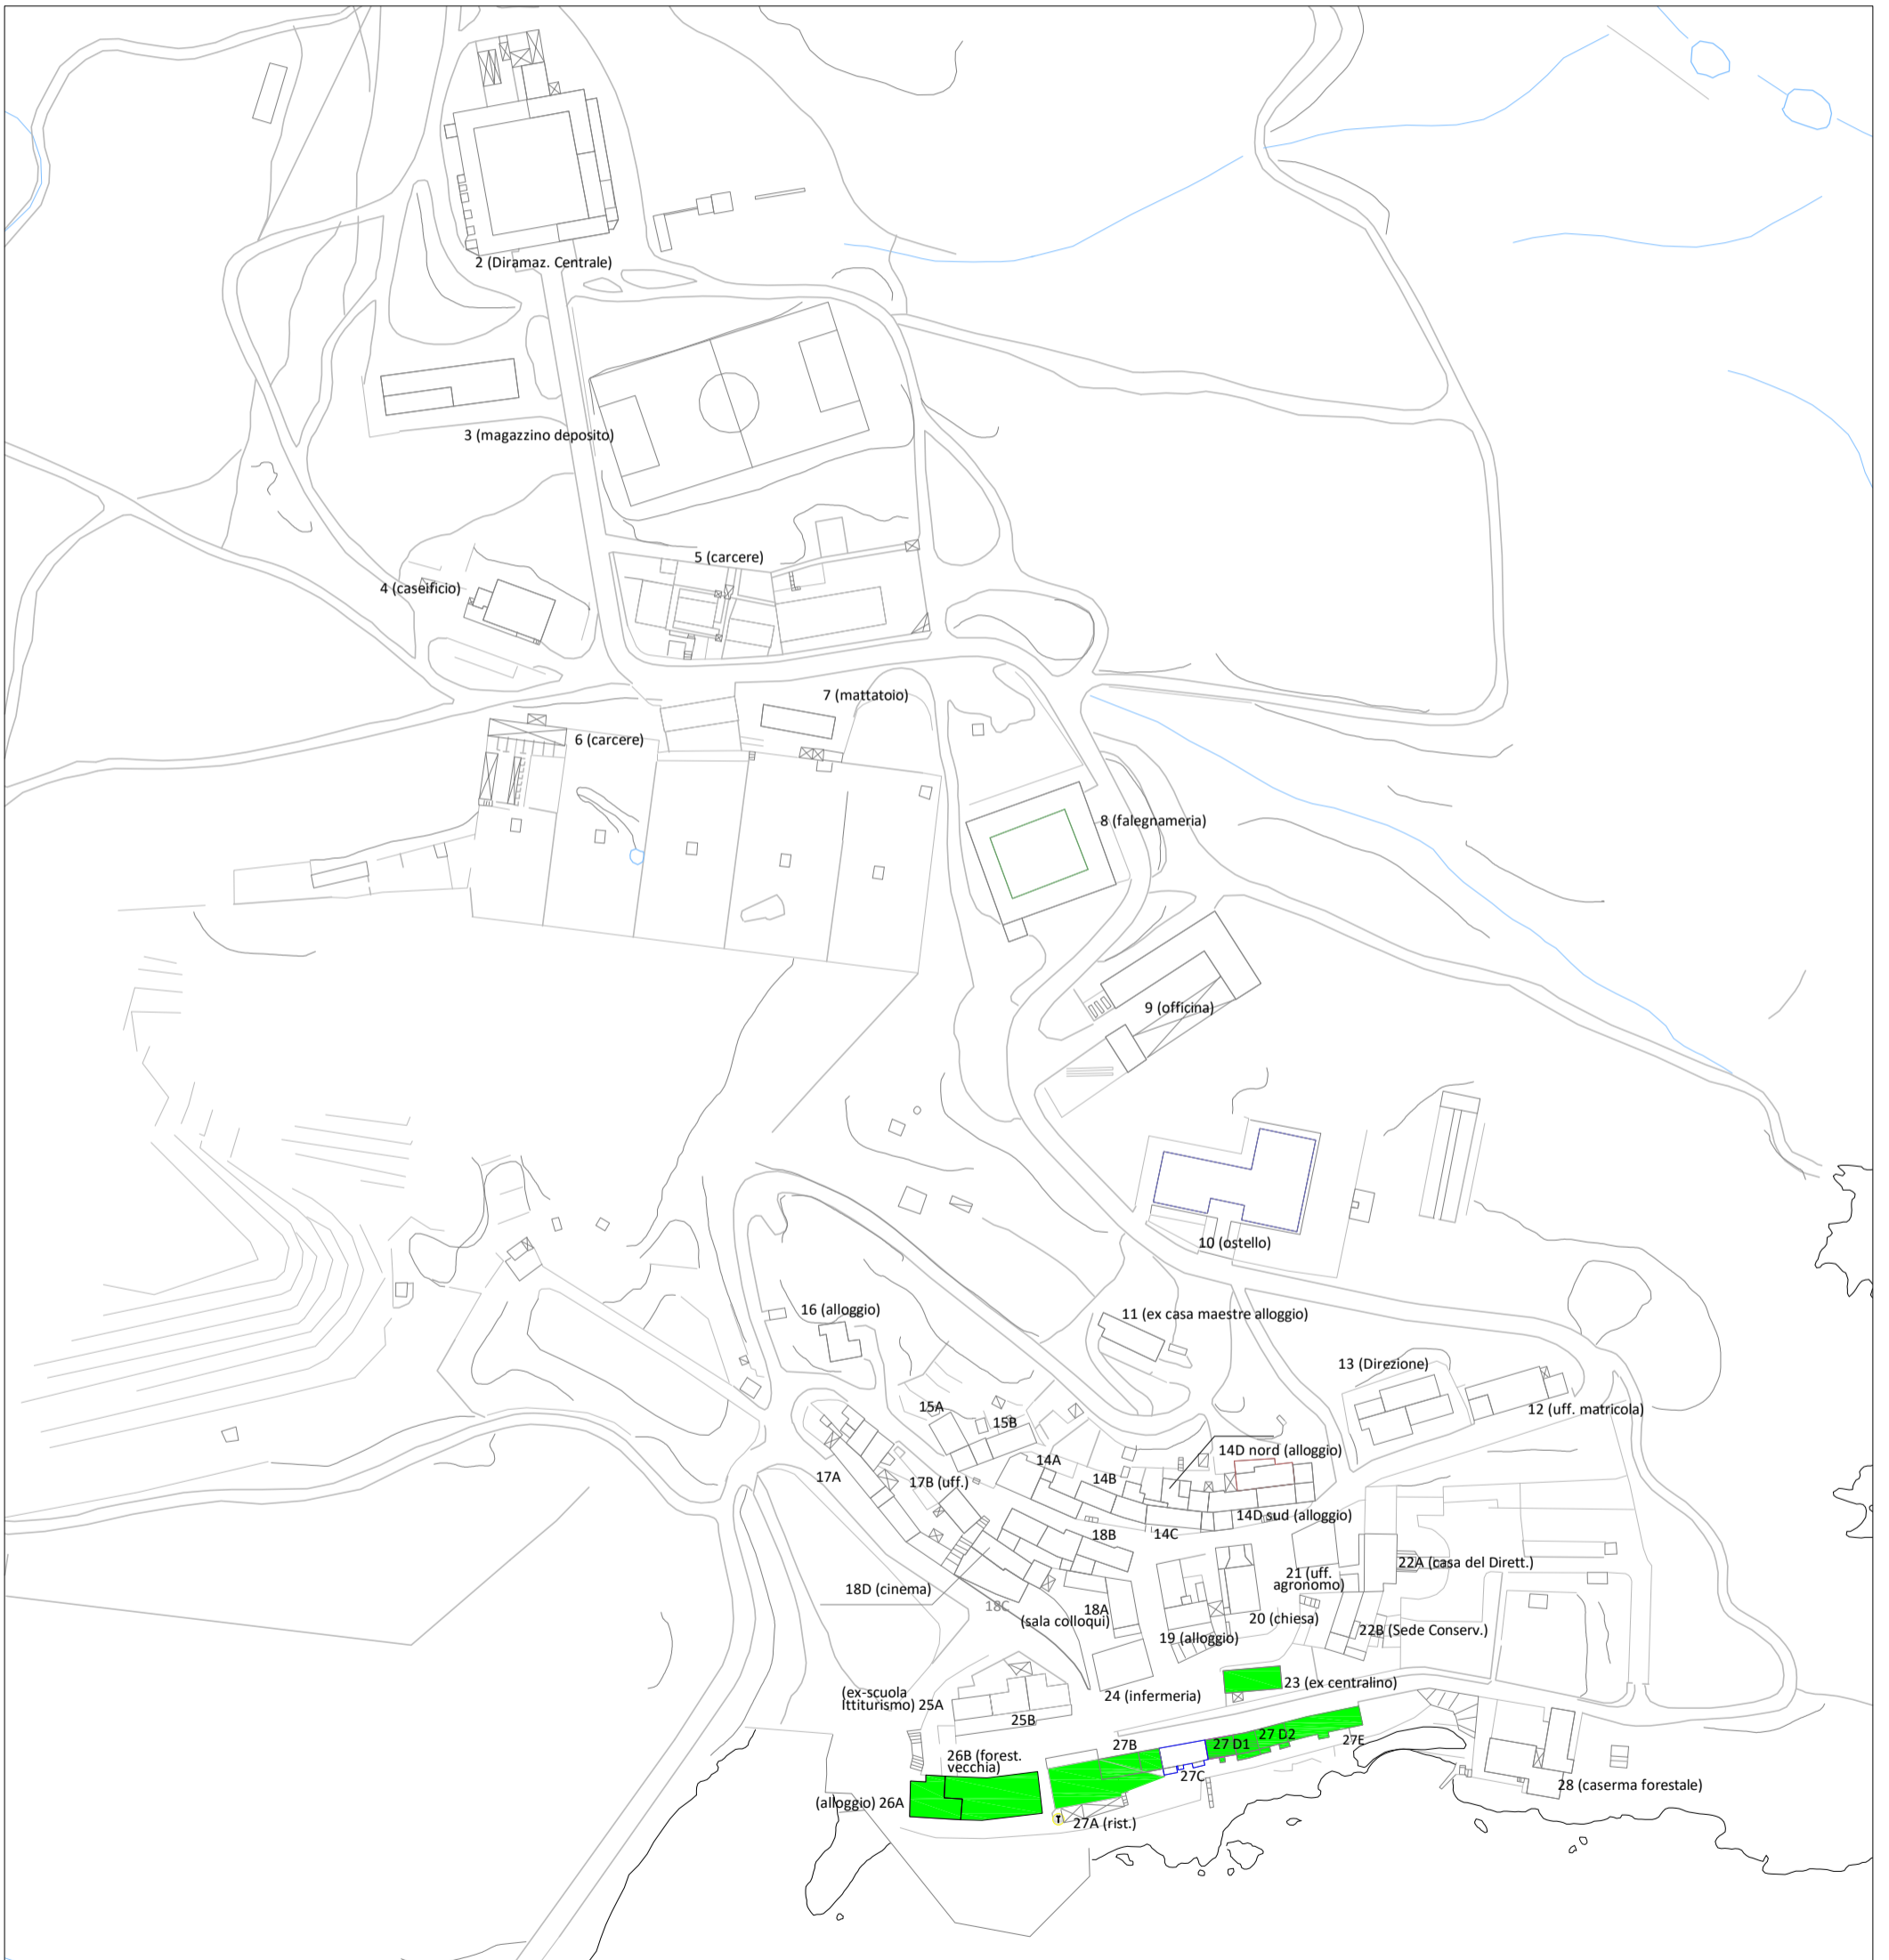 2 (Diramaz. Centrale)
3 (magazzino deposito)
5 (carcere)
4 (caseificio)
7 (mattatoio)
6 (carcere)
8 (falegnameria)
9 (officina)
10 (ostello)
16 (alloggio)
11 (ex casa maestre alloggio)
13 (Direzione)
12 (uff. matricola)
15A
15B
14D nord (alloggio)
14A
14B
17A
17B (uff.)
14D sud (alloggio)
14C
18B
22A (casa del Dirett.)
21 (uff.
agronomo)
18D (cinema)
18C
18A
(sala colloqui)
20 (chiesa)
19 (alloggio)
22B (Sede Conserv.)
23 (ex centralino)
24 (infermeria)
(ex-scuola
Ittiturismo) 25A
25B
27 D2
27E
27B
27 D1
26B (forest.
vecchia)
27C
28 (caserma forestale)
(alloggio) 26A
T
27A (rist.)